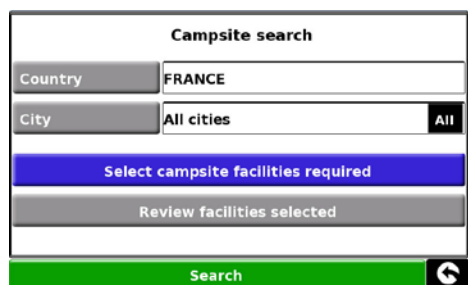 Campsite search
Country FRANCE
City All cities All
Select campsite facilities required
Review facilities selected
Search